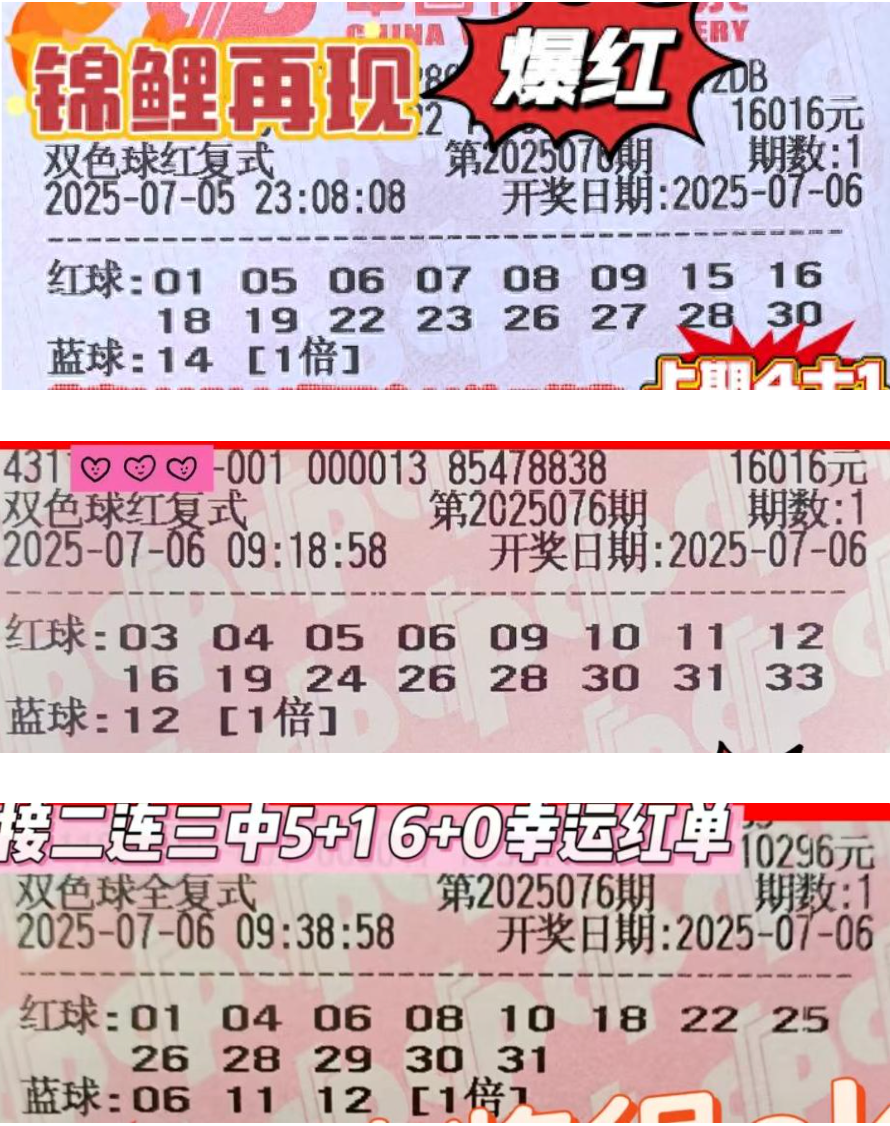 锦鲤再现
爆红
2DB
16016元
双色球红复式 第2025076期 期数:1
2025-07-05 23:08:08 开奖日期:2025-07-06
红球:01 05 06 07 08 09 15 16
18 19 22 23 26 27 28 30
蓝球:14 [1倍]
-001 000013 85478838 16016元
双色球红复式 第2025076期 期数:1
2025-07-06 09:18:58 开奖日期:2025-07-06
红球:03 04 05 06 09 10 11 12
16 19 24 26 28 30 31 33
蓝球:12 [1倍]
接二连三中5+1 6+0幸运红单
10296元
双色球全复式 第2025076期 期数:1
2025-07-06 09:38:58 开奖日期:2025-07-06
红球:01 04 06 08 10 18 22 25
26 28 29 30 31
蓝球:06 11 12 [1倍]